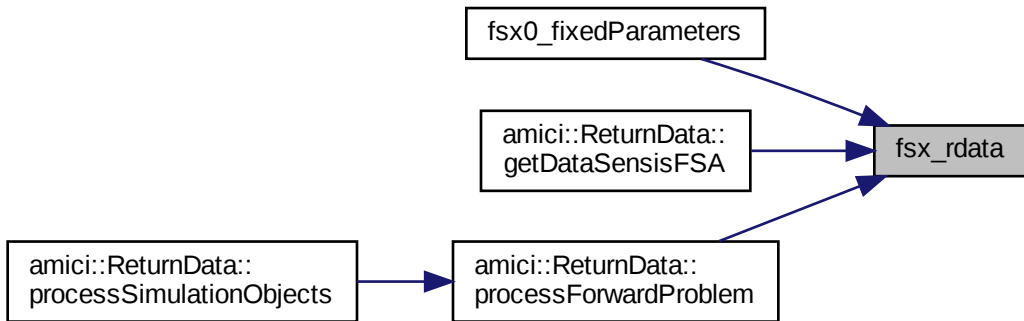 fsx0_fixedParameters
amici::ReturnData::
getDataSensisFSA
fsx_rdata
amici::ReturnData::
processSimulationObjects
amici::ReturnData::
processForwardProblem